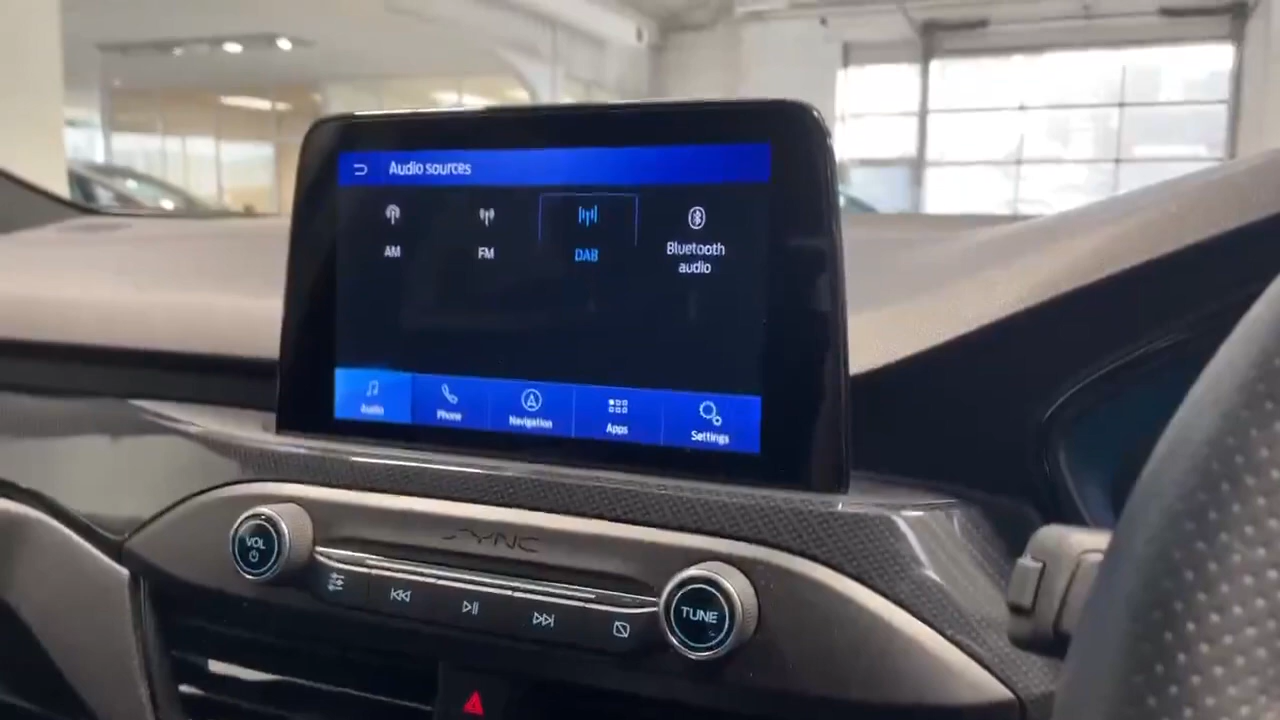 Audio sources
AM
FM
DAB
Bluetooth
audio
Audio
Phone
Navigation
Apps
Settings
SYNC
VOL
TUNE